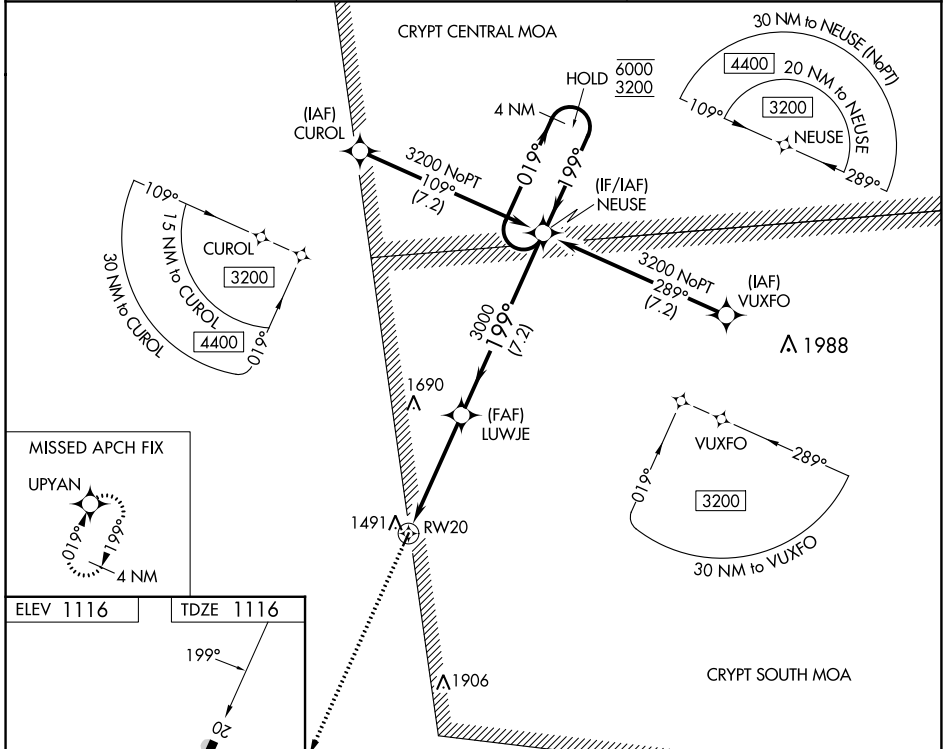 CRYPT CENTRAL MOA
30 NM to NEUSE (NoPT)
4400
20 NM to NEUSE
3200
109°
NEUSE
289°
HOLD
6000
3200
4 NM
019°
199°
(IAF)
CUROL
3200 NoPT
109°
(7.2)
(IF/IAF)
NEUSE
109°
CUROL
3200
15 NM to CUROL
30 NM to CUROL
4400
019°
3200 NoPT
289°
(7.2)
(IAF)
VUXFO
1988
3000
199°
(7.2)
1690
(FAF)
LUWJE
VUXFO
289°
019°
3200
30 NM to VUXFO
MISSED APCH FIX
UPYAN
019°
199°
4 NM
1491
RW20
ELEV 1116
TDZE 1116
199°
20
1906
CRYPT SOUTH MOA